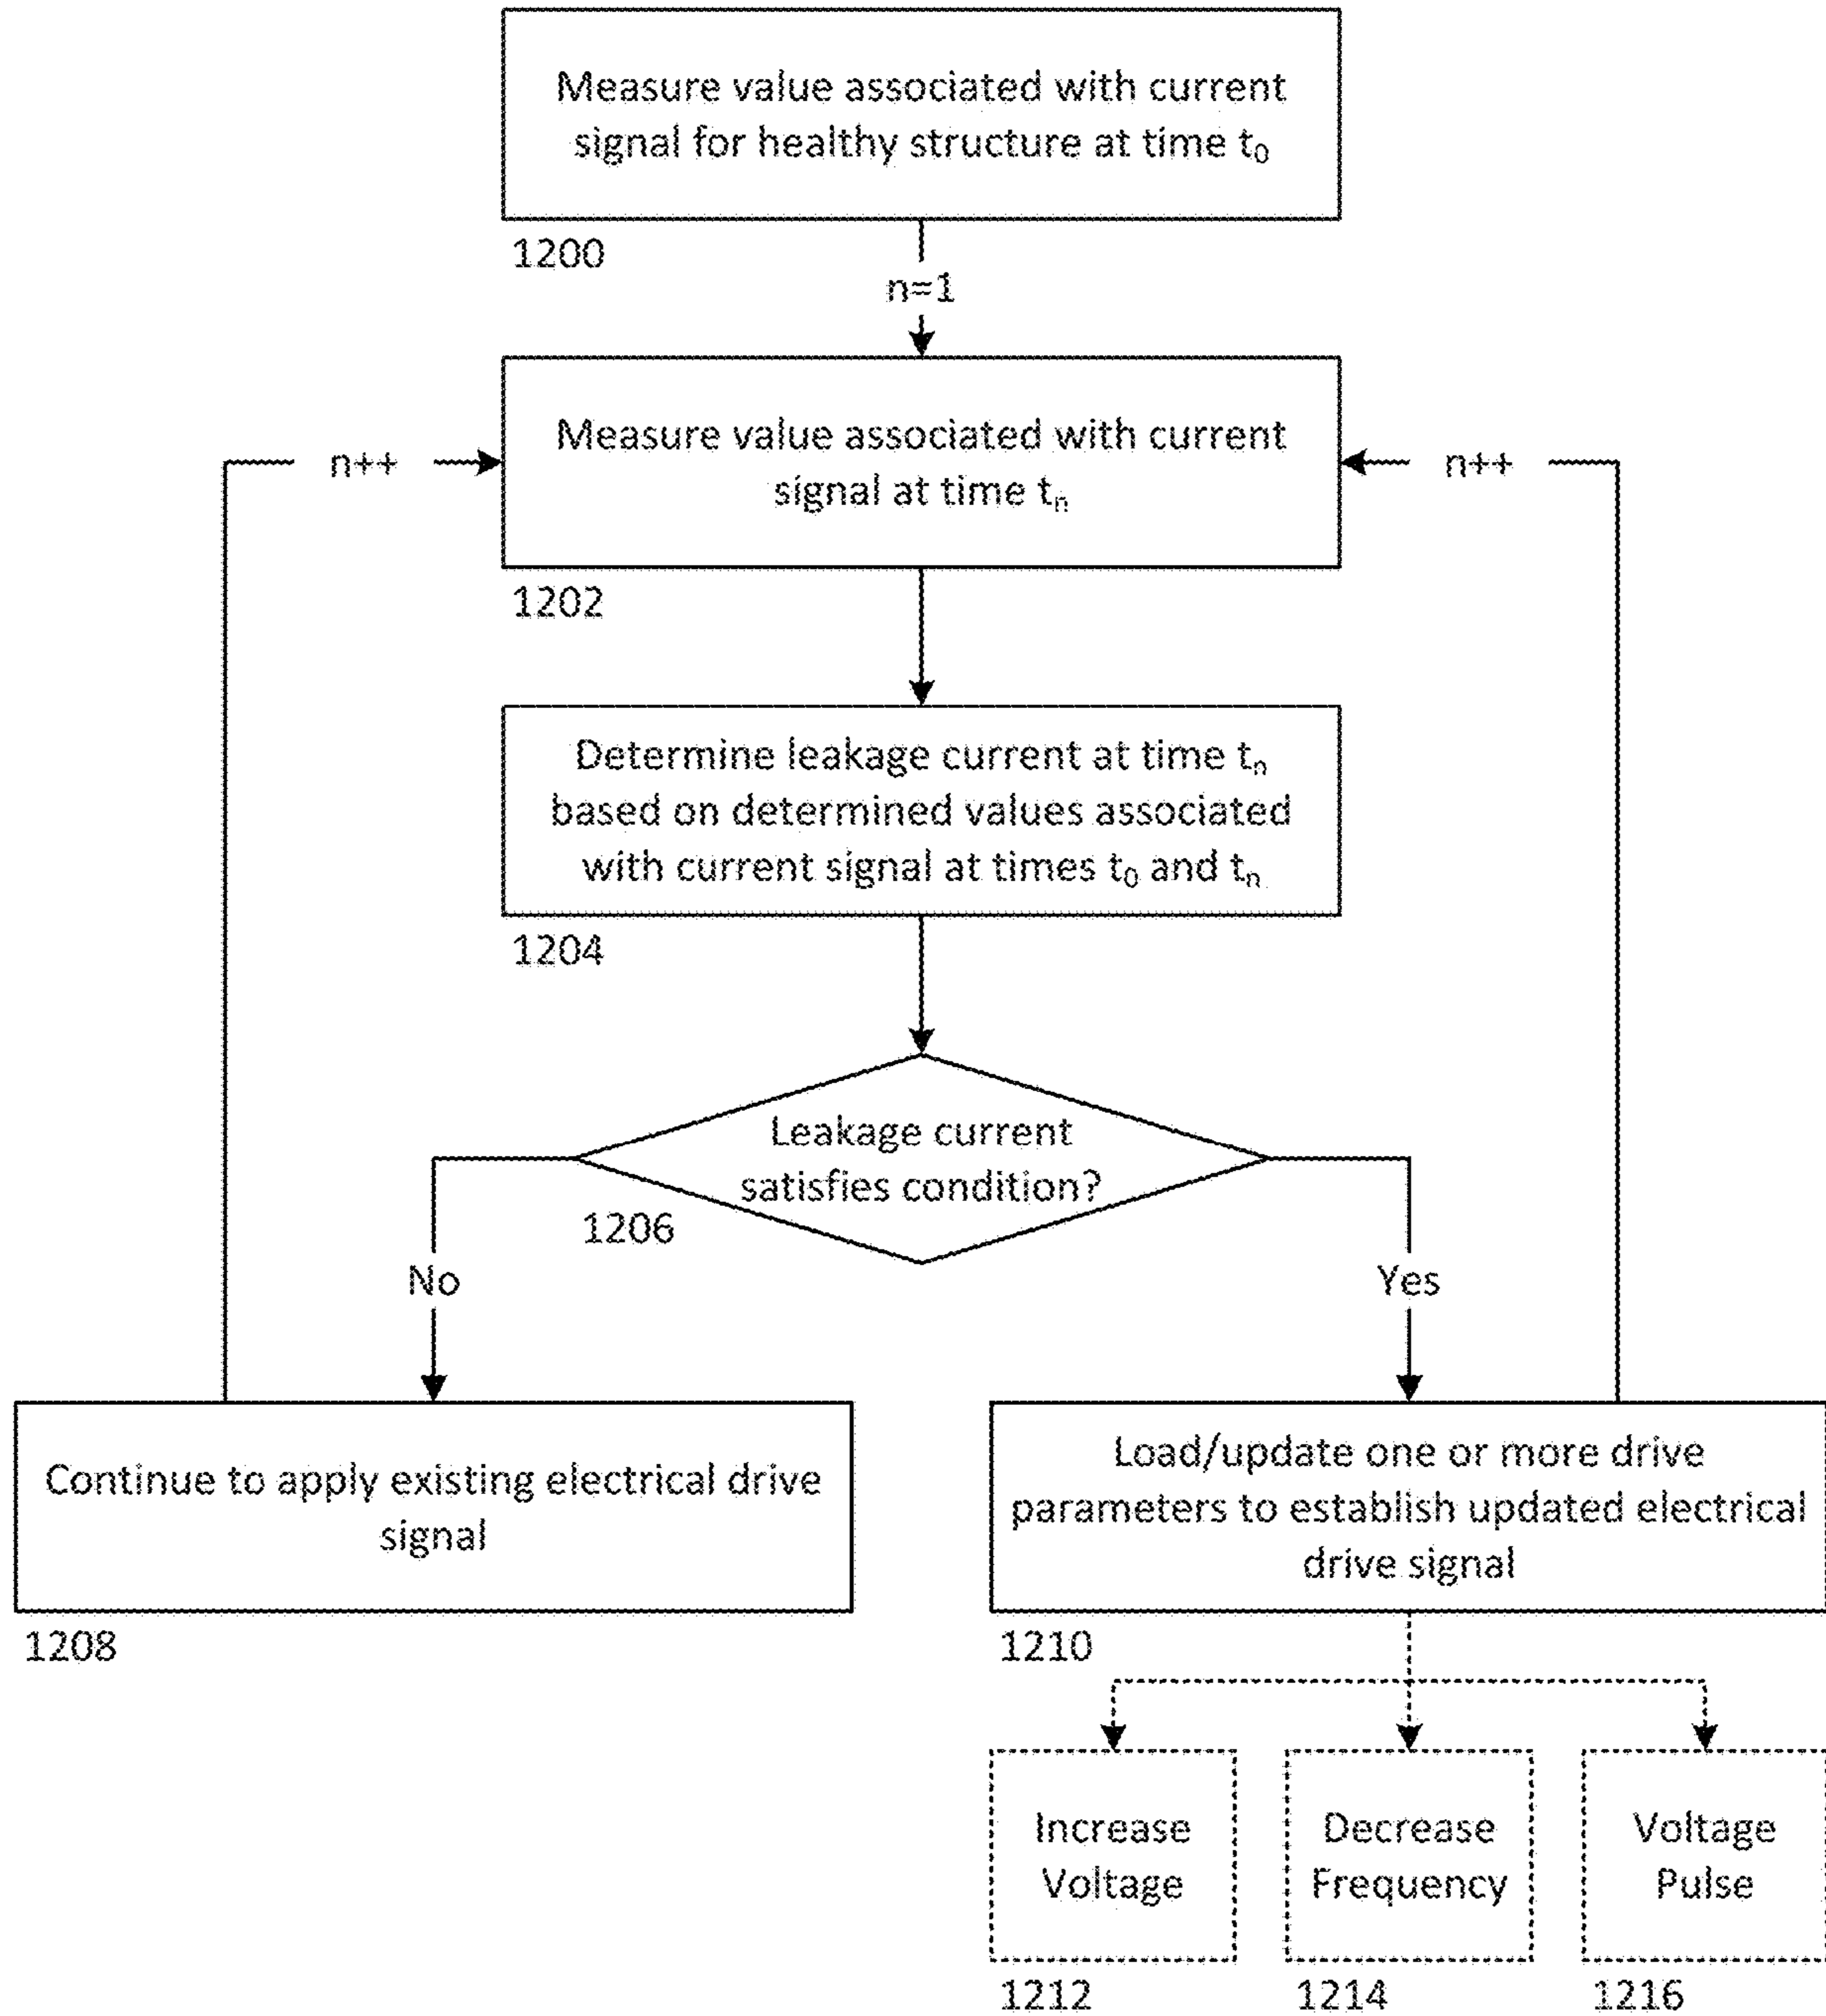 Measure value associated with current
signal for healthy structure at time t₀
1200
n=1
Measure value associated with current
signal at time tₙ
n++
n++
1202
Determine leakage current at time tₙ
based on determined values associated
with current signal at times t₀ and tₙ
1204
Leakage current
satisfies condition?
1206
No
Yes
Continue to apply existing electrical drive
signal
1208
Load/update one or more drive
parameters to establish updated electrical
drive signal
1210
Increase
Voltage
1212
Decrease
Frequency
1214
Voltage
Pulse
1216